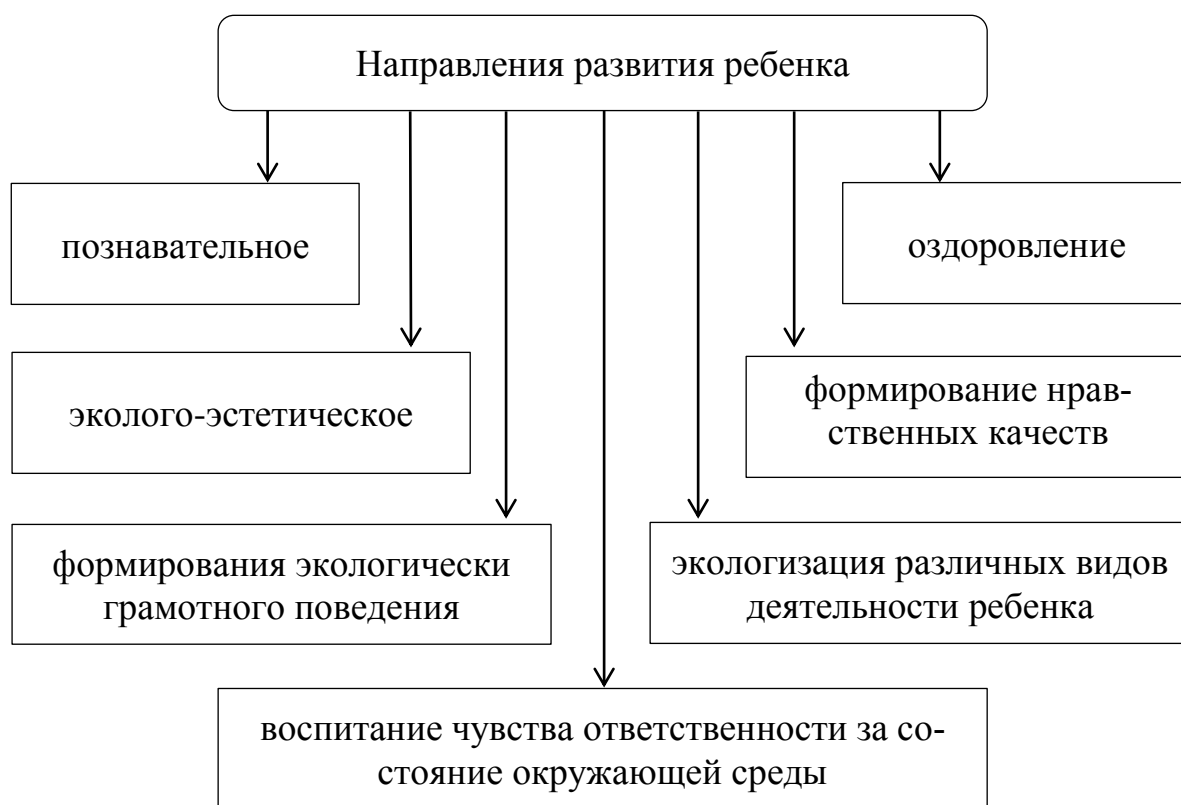 Направления развития ребенка
познавательное
оздоровление
эколого-эстетическое
формирование нрав-
ственных качеств
формирования экологически
грамотного поведения
экологизация различных видов
деятельности ребенка
воспитание чувства ответственности за со-
стояние окружающей среды